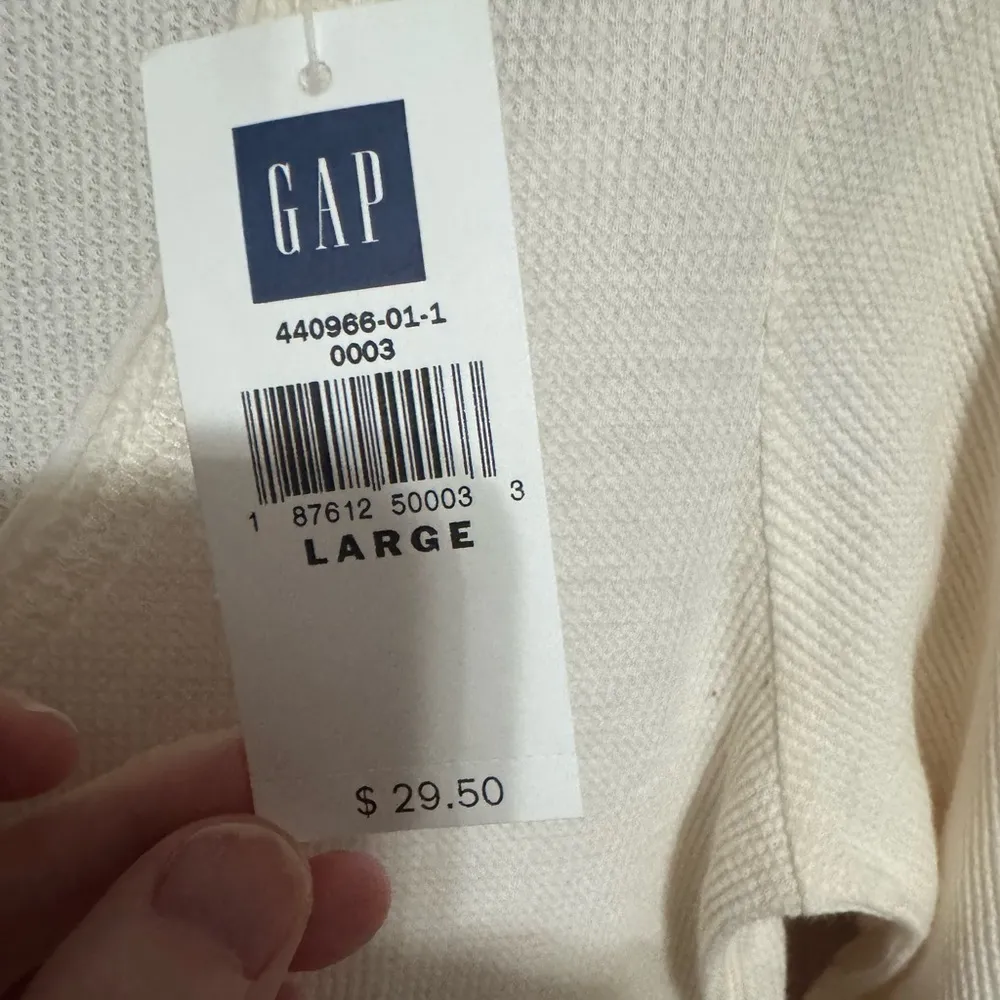 GAP
440966-01-1
0003
1 87612 50003 3
LARGE
$ 29.50